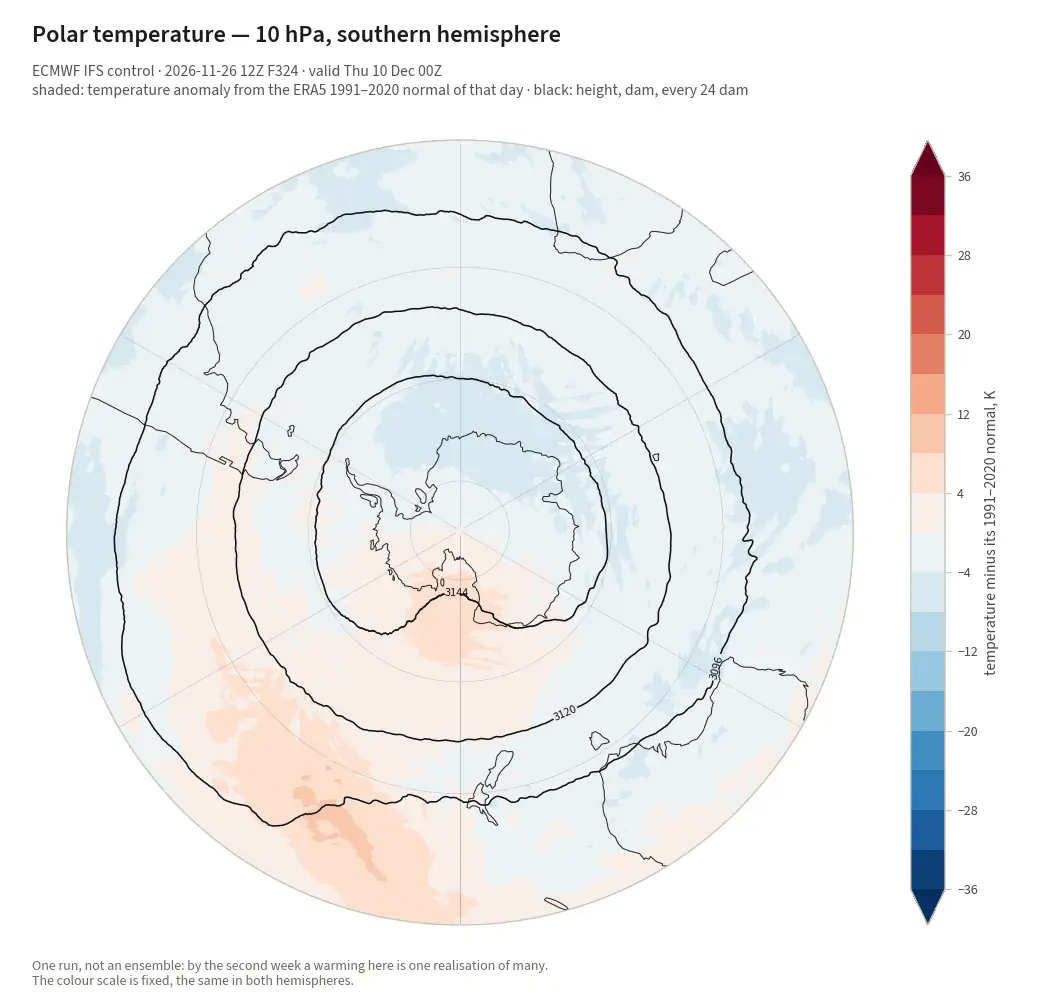 Polar temperature — 10 hPa, southern hemisphere
ECMWF IFS control · 2026-11-26 12Z F324 · valid Thu 10 Dec 00Z
shaded: temperature anomaly from the ERA5 1991–2020 normal of that day · black: height, dam, every 24 dam
36
28
20
12
4
−4
−12
−20
−28
−36
temperature minus its 1991–2020 normal, K
3144
3096
3120
One run, not an ensemble: by the second week a warming here is one realisation of many.
The colour scale is fixed, the same in both hemispheres.